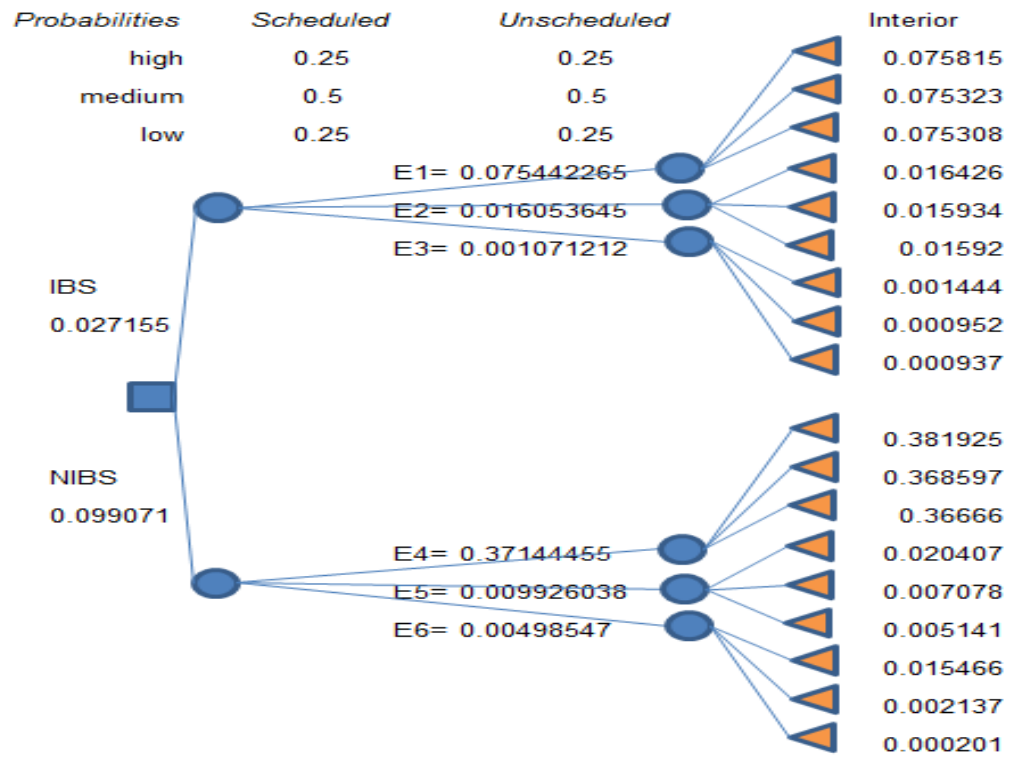 Probabilities Scheduled Unscheduled Interior
high 0.25 0.25 0.075815
medium 0.5 0.5 0.075323
low 0.25 0.25 0.075308
E1= 0.075442265 0.016426
E2= 0.016053645 0.015934
E3= 0.001071212 0.01592
IBS 0.001444
0.027155 0.000952
0.000937
0.381925
NIBS 0.368597
0.099071 0.36666
E4= 0.37144455 0.020407
E5= 0.009926038 0.007078
E6= 0.00498547 0.005141
0.015466
0.002137
0.000201